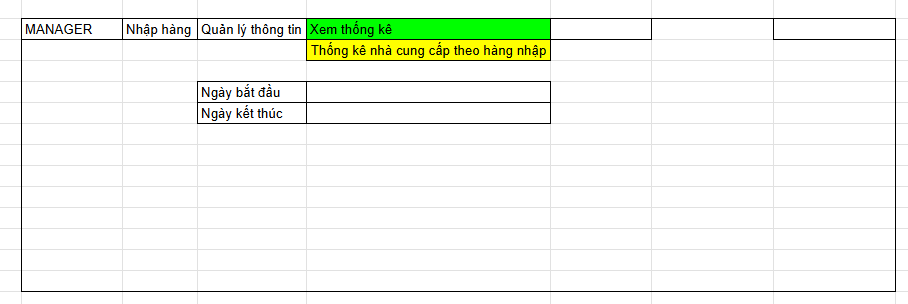 MANAGER Nhập hàng Quản lý thông tin Xem thống kê
Thống kê nhà cung cấp theo hàng nhập
Ngày bắt đầu
Ngày kết thúc